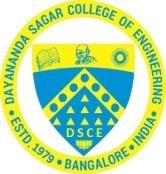 DAYANANDA SAGAR COLLEGE OF ENGINEERING
DSCE
ESTD. 1979 • BANGALORE • INDIA